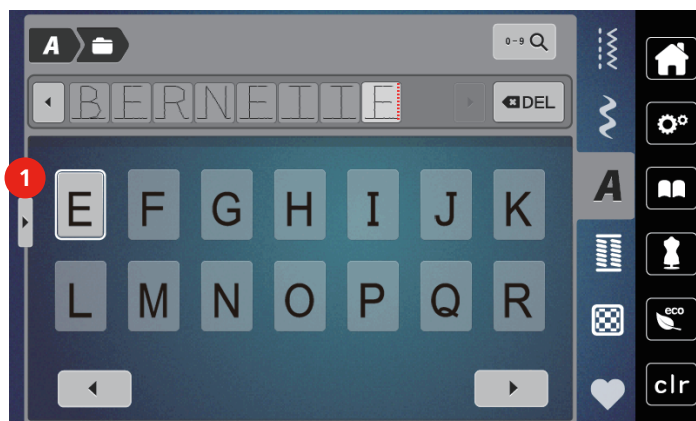 A
0-9
BERNETTE DEL
1
E F G H I J K
A
L M N O P Q R
eco
clr